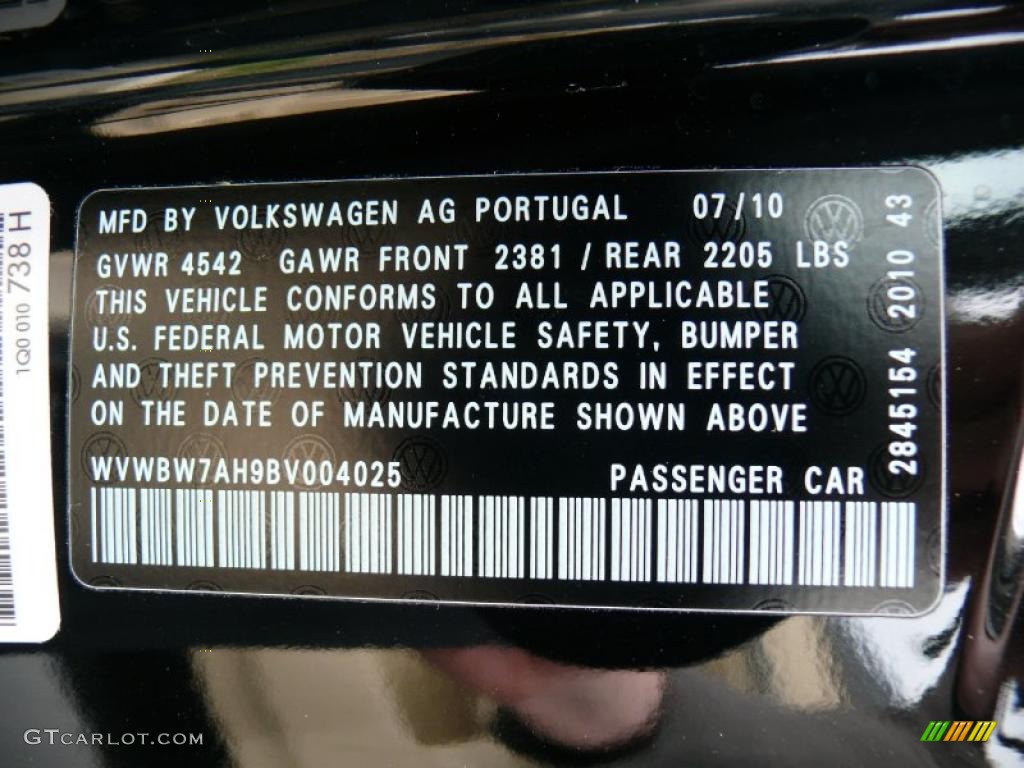 MFD BY VOLKSWAGEN AG PORTUGAL 07/10
GVWR 4542 GAWR FRONT 2381 / REAR 2205 LBS
THIS VEHICLE CONFORMS TO ALL APPLICABLE
U.S. FEDERAL MOTOR VEHICLE SAFETY, BUMPER
AND THEFT PREVENTION STANDARDS IN EFFECT
ON THE DATE OF MANUFACTURE SHOWN ABOVE
WVWBW7AH9BV004025 PASSENGER CAR
2845154 2010 43
1Q0 010 738 H
GTCARLOT.COM